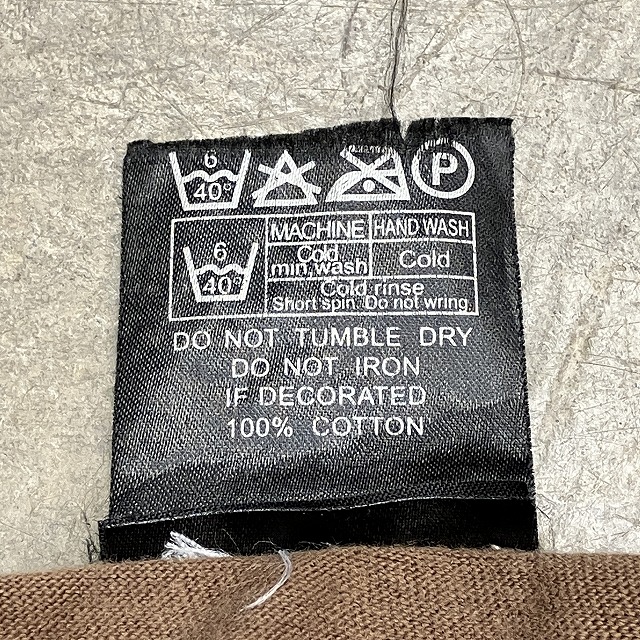 6 40° P
MACHINE HAND WASH
6 40° Cold min.wash Cold
Cold rinse
Short spin. Do not wring.
DO NOT TUMBLE DRY
DO NOT IRON
IF DECORATED
100% COTTON